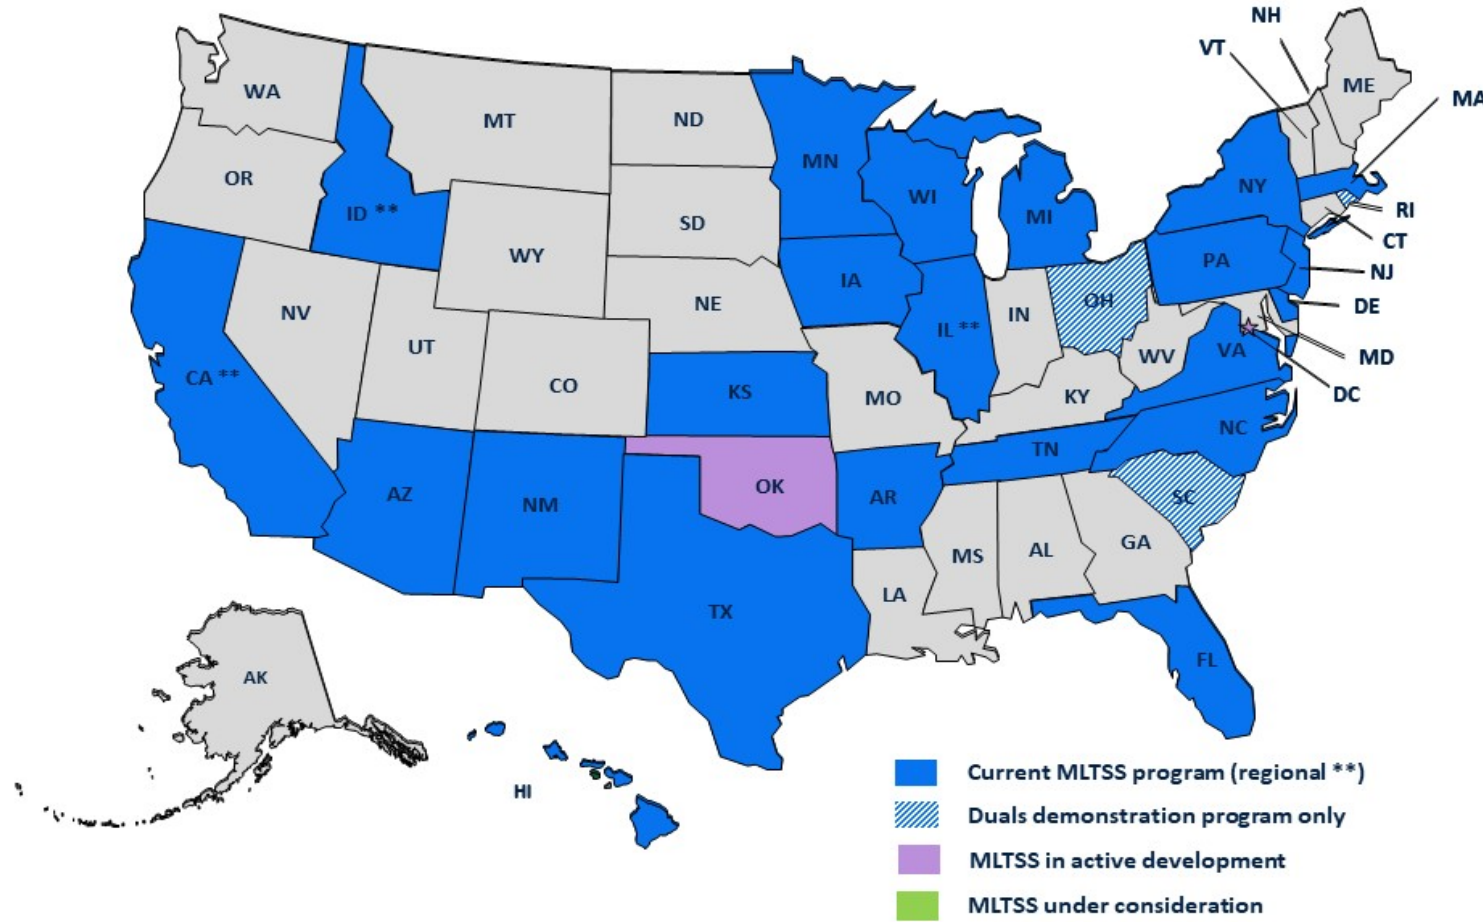 NH
VT
WA
ME
MA
MT
ND
MN
OR
WI
NY
ID **
MI
RI
SD
CT
WY
PA
NJ
IA
NE
DE
NV
OH
IN
IL **
UT
VA
WV
MD
CA **
CO
KS
DC
MO
KY
NC
TN
AZ
OK
AR
SC
NM
GA
MS
AL
LA
TX
FL
AK
HI
Current MLTSS program (regional **)
Duals demonstration program only
MLTSS in active development
MLTSS under consideration